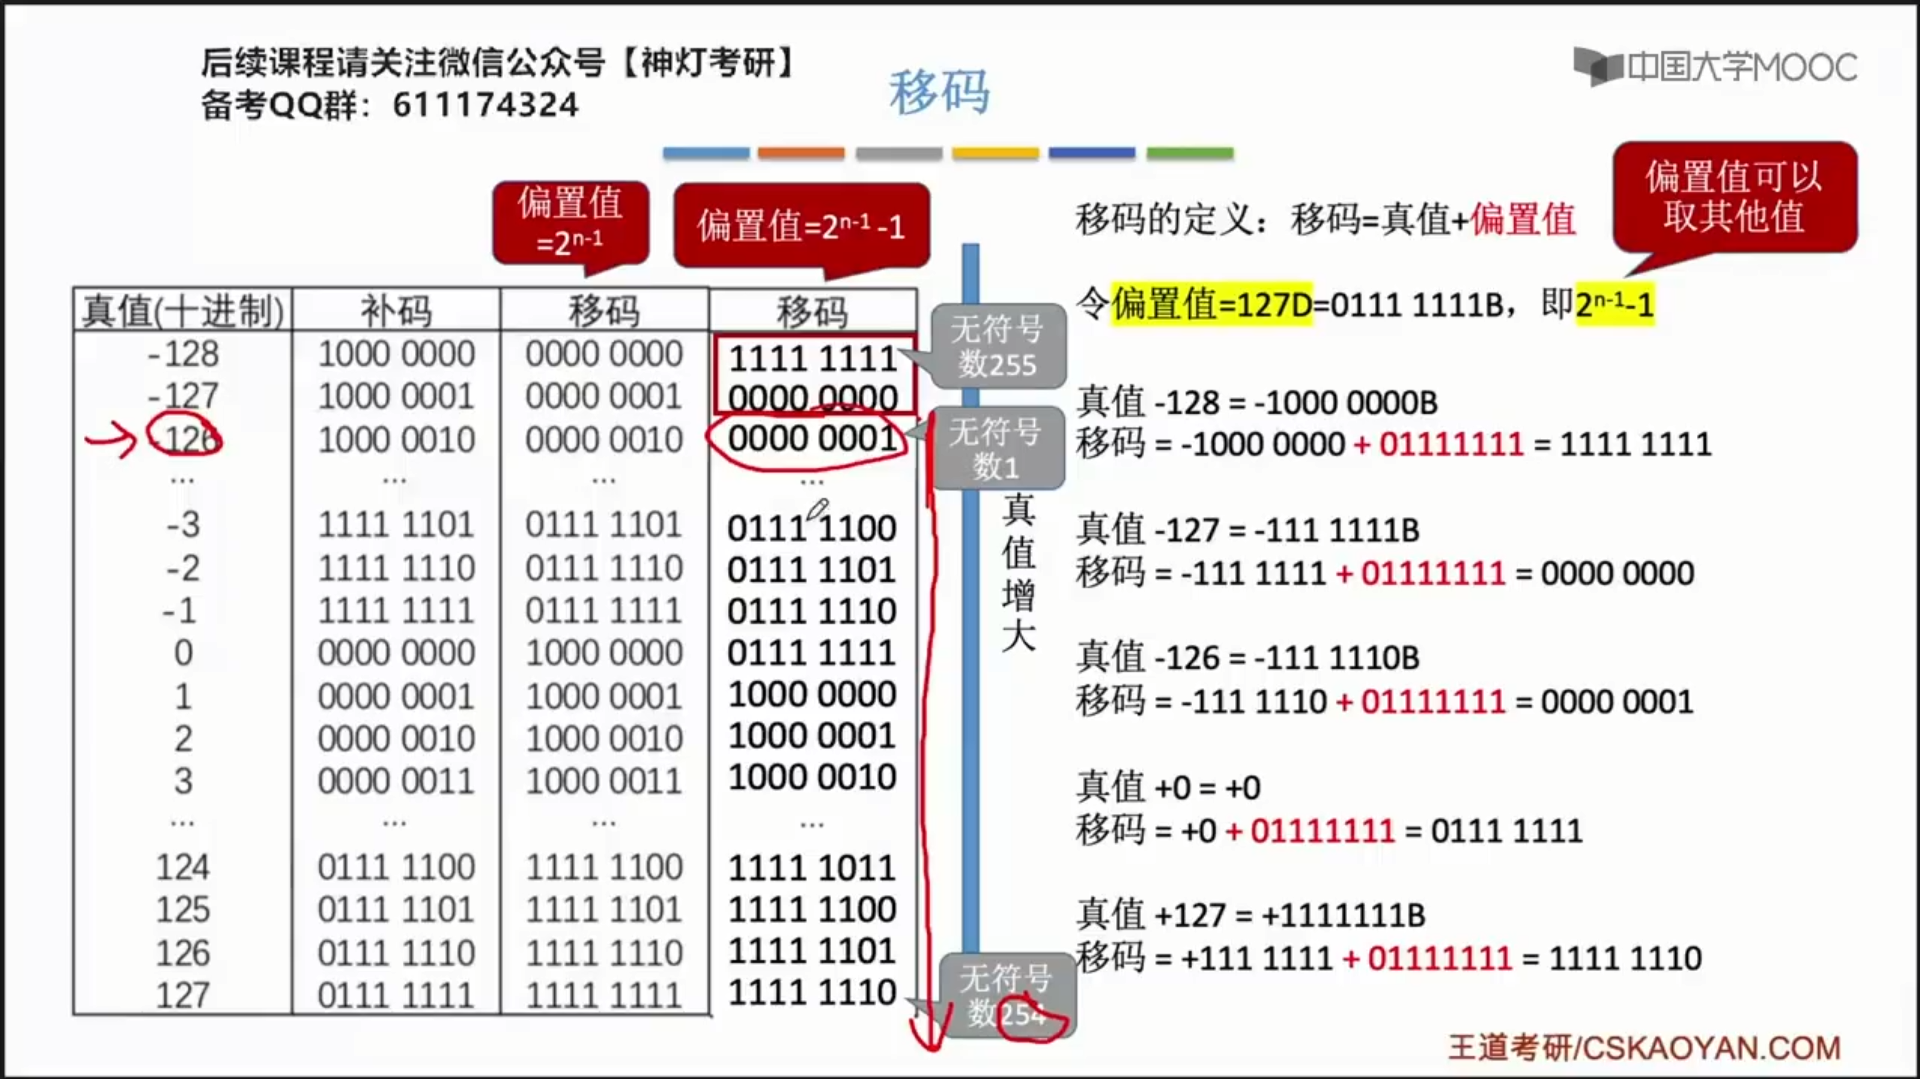 后续课程请关注微信公众号【神灯考研】
备考QQ群：611174324
移码
中国大学MOOC
偏置值
=2ⁿ⁻¹
偏置值=2ⁿ⁻¹ -1
偏置值可以
取其他值
真值(十进制) 补码 移码 移码
-128 1000 0000 0000 0000 1111 1111
-127 1000 0001 0000 0001 0000 0000
-126 1000 0010 0000 0010 0000 0001
... ... ... ...
-3 1111 1101 0111 1101 0111 1100
-2 1111 1110 0111 1110 0111 1101
-1 1111 1111 0111 1111 0111 1110
0 0000 0000 1000 0000 0111 1111
1 0000 0001 1000 0001 1000 0000
2 0000 0010 1000 0010 1000 0001
3 0000 0011 1000 0011 1000 0010
... ... ... ...
124 0111 1100 1111 1100 1111 1011
125 0111 1101 1111 1101 1111 1100
126 0111 1110 1111 1110 1111 1101
127 0111 1111 1111 1111 1111 1110
无符号
数255
无符号
数1
真
值
增
大
无符号
数254
移码的定义：移码=真值+偏置值
令偏置值=127D=0111 1111B，即2ⁿ⁻¹-1
真值 -128 = -1000 0000B
移码 = -1000 0000 + 01111111 = 1111 1111
真值 -127 = -111 1111B
移码 = -111 1111 + 01111111 = 0000 0000
真值 -126 = -111 1110B
移码 = -111 1110 + 01111111 = 0000 0001
真值 +0 = +0
移码 = +0 + 01111111 = 0111 1111
真值 +127 = +1111111B
移码 = +111 1111 + 01111111 = 1111 1110
王道考研/CSKAOYAN.COM